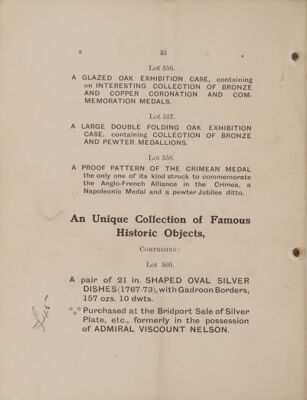 8 32
Lot 556.
A GLAZED OAK EXHIBITION CASE, containing
an INTERESTING COLLECTION OF BRONZE
AND COPPER CORONATION AND COM-
MEMORATION MEDALS.
Lot 557.
A LARGE DOUBLE FOLDING OAK EXHIBITION
CASE, containing COLLECTION OF BRONZE
AND PEWTER MEDALLIONS.
Lot 558.
A PROOF PATTERN OF THE CRIMEAN MEDAL
the only one of its kind struck to commemorate
the Anglo-French Alliance in the Crimea, a
Napoleonic Medal and a pewter Jubilee ditto.
An Unique Collection of Famous
Historic Objects,
COMPRISING:
Lot 560.
A pair of 21 in. SHAPED OVAL SILVER
DISHES (1767-73), with Gadroon Borders,
157 ozs. 10 dwts.
*** Purchased at the Bridport Sale of Silver
Plate, etc., formerly in the possession
of ADMIRAL VISCOUNT NELSON.